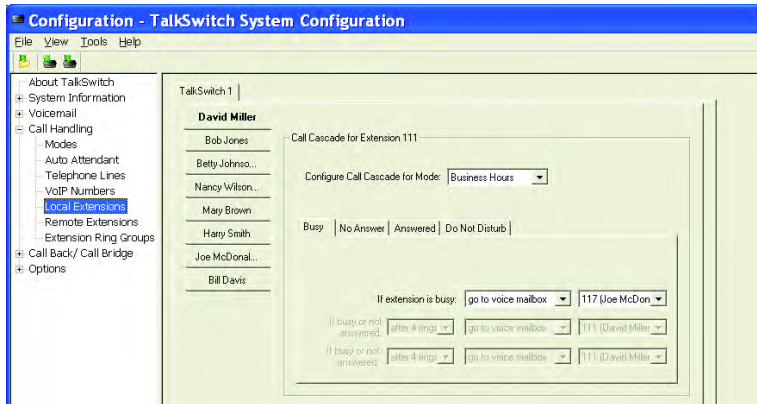 Configuration - TalkSwitch System Configuration
File View Tools Help
About TalkSwitch
System Information
Voicemail
Call Handling
Modes
Auto Attendant
Telephone Lines
VoIP Numbers
Local Extensions
Remote Extensions
Extension Ring Groups
Call Back/ Call Bridge
Options
TalkSwitch 1
David Miller
Bob Jones
Betty Johnso...
Nancy Wilson...
Mary Brown
Harry Smith
Joe McDonal...
Bill Davis
Call Cascade for Extension 111
Configure Call Cascade for Mode: Business Hours
Busy No Answer Answered Do Not Disturb
If extension is busy: go to voice mailbox 117 (Joe McDon
If busy or not answered: after 4 rings go to voice mailbox 111 (David Miller
If busy or not answered: after 4 rings go to voice mailbox 111 (David Miller